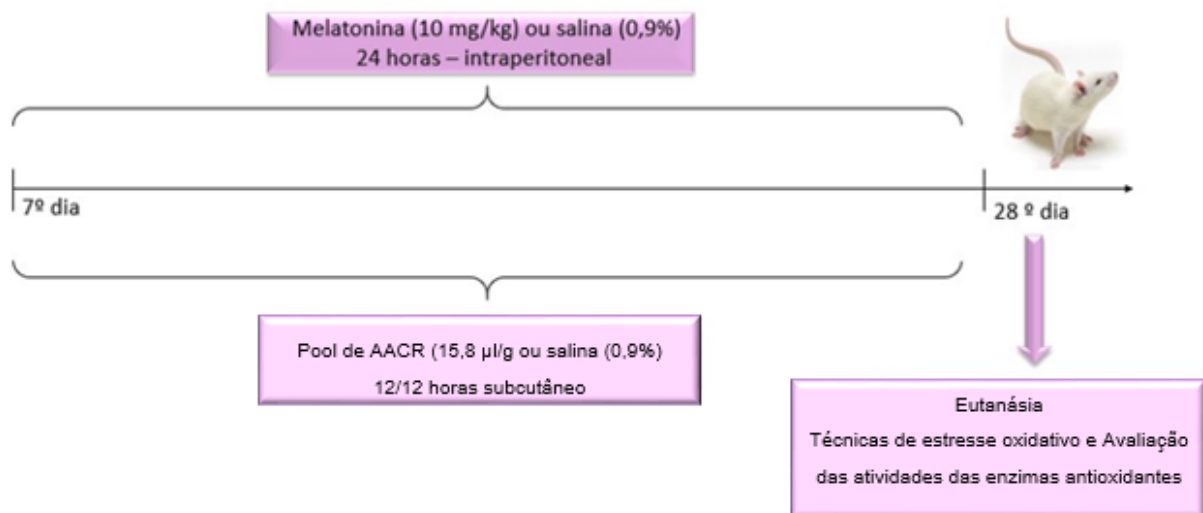 Melatonina (10 mg/kg) ou salina (0,9%)
24 horas – intraperitoneal
7º dia
28 º dia
Pool de AACR (15,8 µl/g ou salina (0,9%)
12/12 horas subcutâneo
Eutanásia
Técnicas de estresse oxidativo e Avaliação
das atividades das enzimas antioxidantes